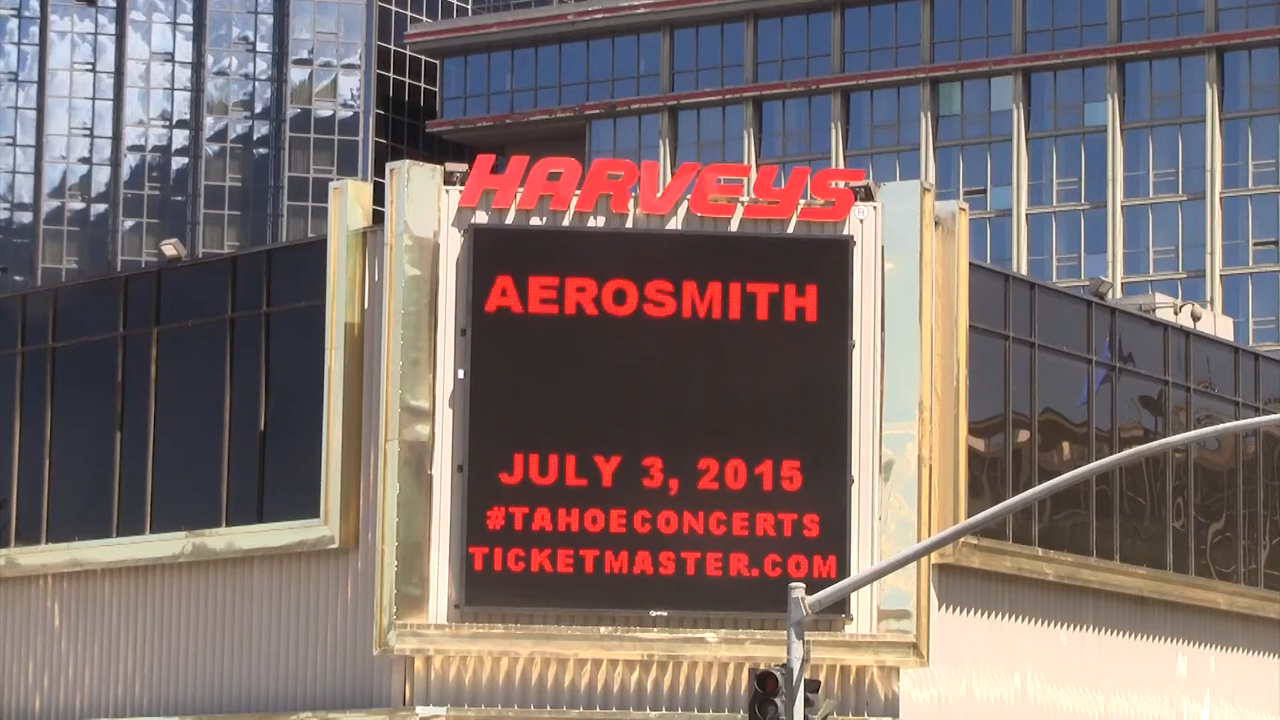 HARVEYS
AEROSMITH
JULY 3, 2015
#TAHOECONCERTS
TICKETMASTER.COM